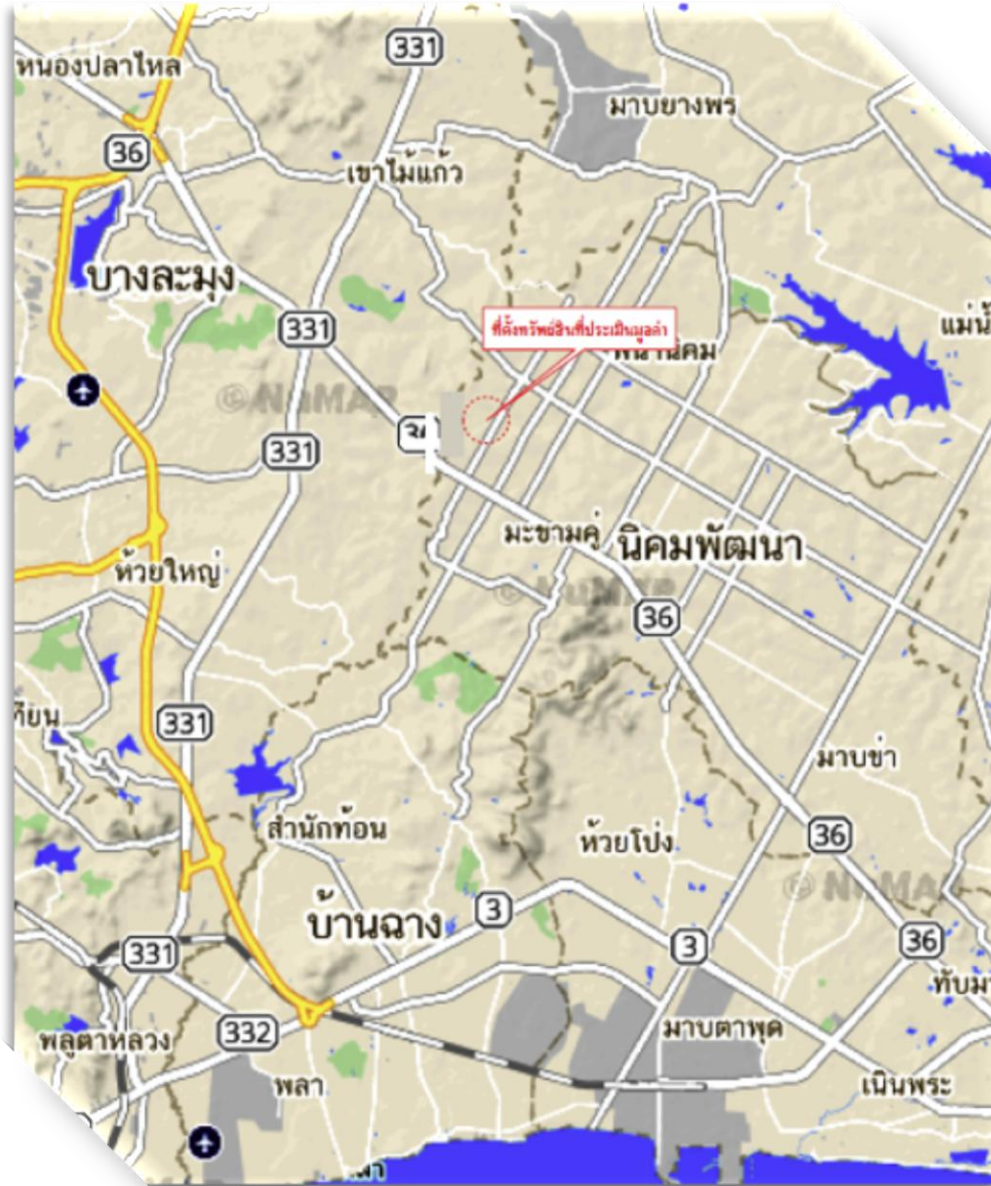 331
หนองปลาไหล
มาบยางพร
36
เขาไม้แก้ว
บางละมุง
ที่ตั้งทรัพย์สินที่ประเมินมูลค่า
331
© NuMAP
331
มะขามคู่
นิคมพัฒนา
ห้วยใหญ่
36
331
มาบข่า
สำนักท้อน
ห้วยโป่ง
36
© NuMAP
3
บ้านฉาง
3
36
331
332
มาบตาพุด
พลูตาหลวง
พลา
เนินพระ